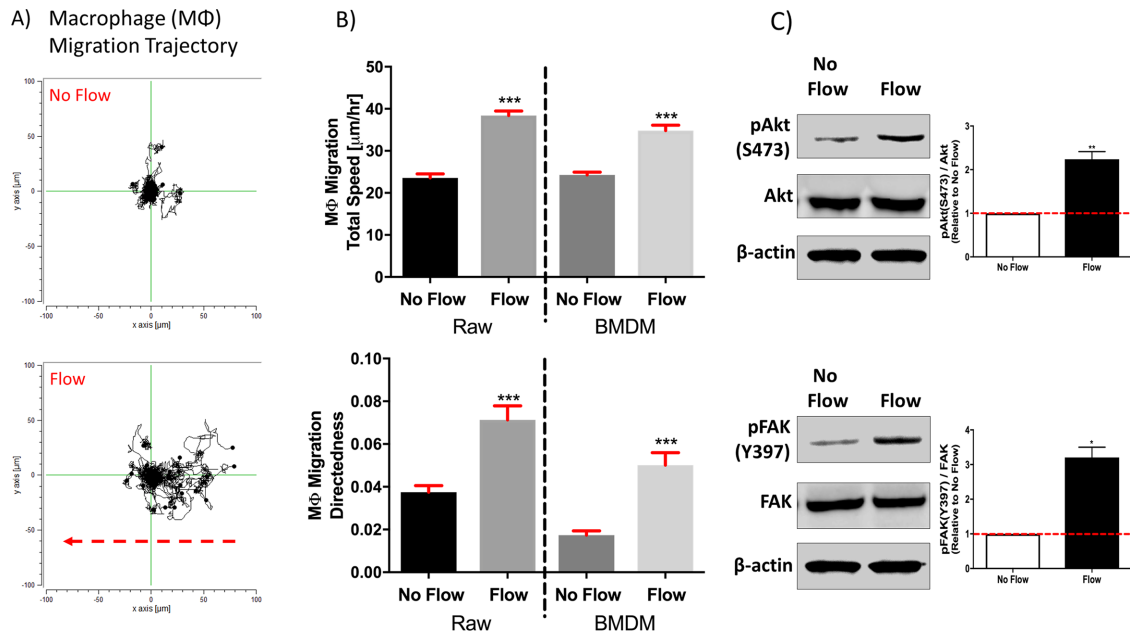 A) Macrophage (MΦ)
Migration Trajectory
No Flow
y axis [µm]
100
50
0
-50
-100
-100 -50 0 50 100
x axis [µm]
Flow
y axis [µm]
100
50
0
-50
-100
-100 -50 0 50 100
x axis [µm]
B)
MΦ Migration
Total Speed [µm/hr]
50
40
30
20
10
0
*** ***
No Flow Flow No Flow Flow
Raw BMDM
MΦ Migration
Directedness
0.10
0.08
0.06
0.04
0.02
0.00
*** ***
No Flow Flow No Flow Flow
Raw BMDM
C)
No
Flow Flow
pAkt
(S473)
Akt
β-actin
pAkt(S473) / Akt
(Relative to No Flow)
3
2
1
0
**
No Flow Flow
No
Flow Flow
pFAK
(Y397)
FAK
β-actin
pFAK(Y397) / FAK
(Relative to No Flow)
4
3
2
1
0
*
No Flow Flow